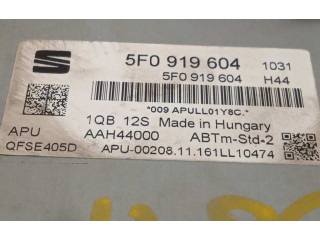 5F0 919 604 1031
5F0 919 604 H44
*009 APULL01Y8C.*
1QB 12S Made in Hungary
APU AAH44000 ABTm-Std-2
QFSE405D APU-00208.11.161LL10474